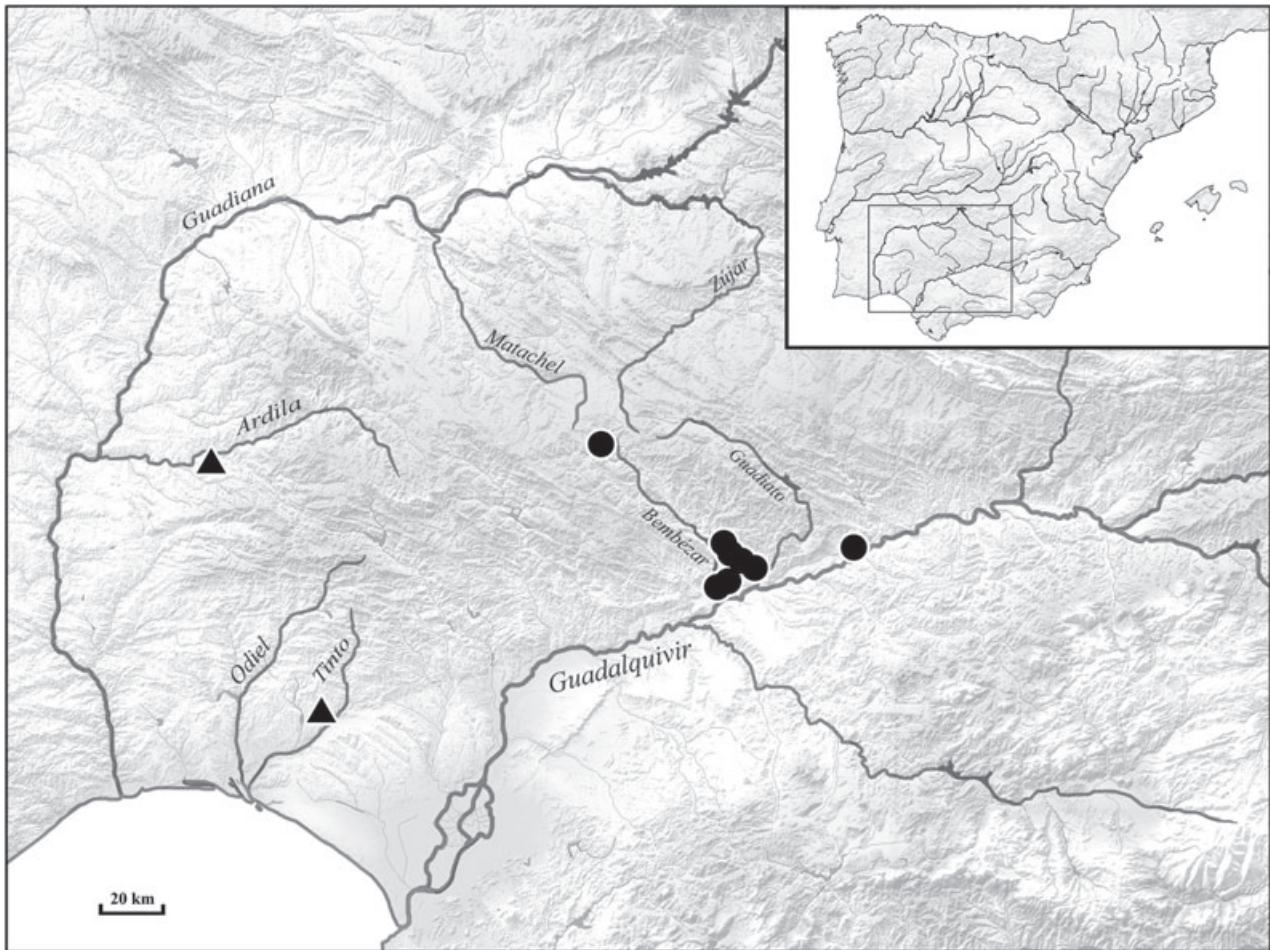 Guadiana
Zújar
Matachel
Ardila
Guadiato
Bembézar
Odiel
Tinto
Guadalquivir
20 km